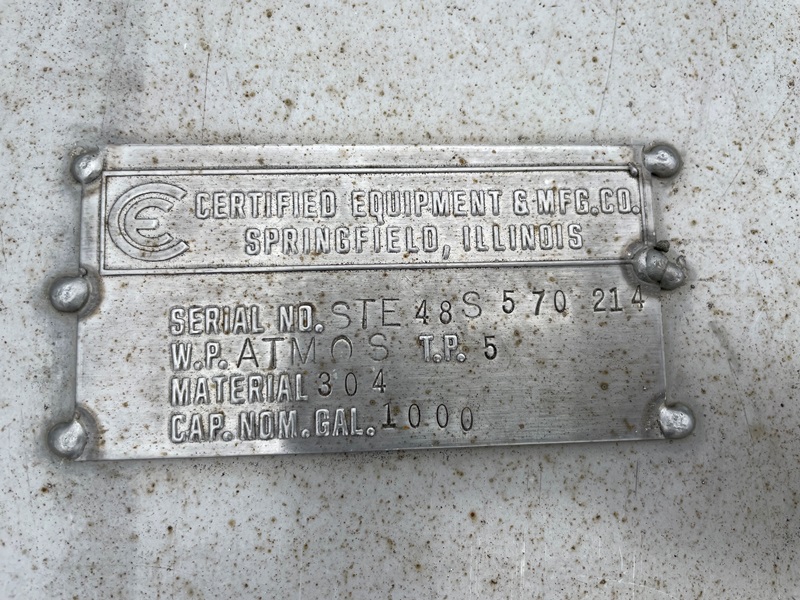 CE CERTIFIED EQUIPMENT & MFG.CO.
SPRINGFIELD, ILLINOIS
SERIAL NO. STE 48S 570 214
W.P. ATMOS T.P. 5
MATERIAL 304
CAP. NOM. GAL. 1000